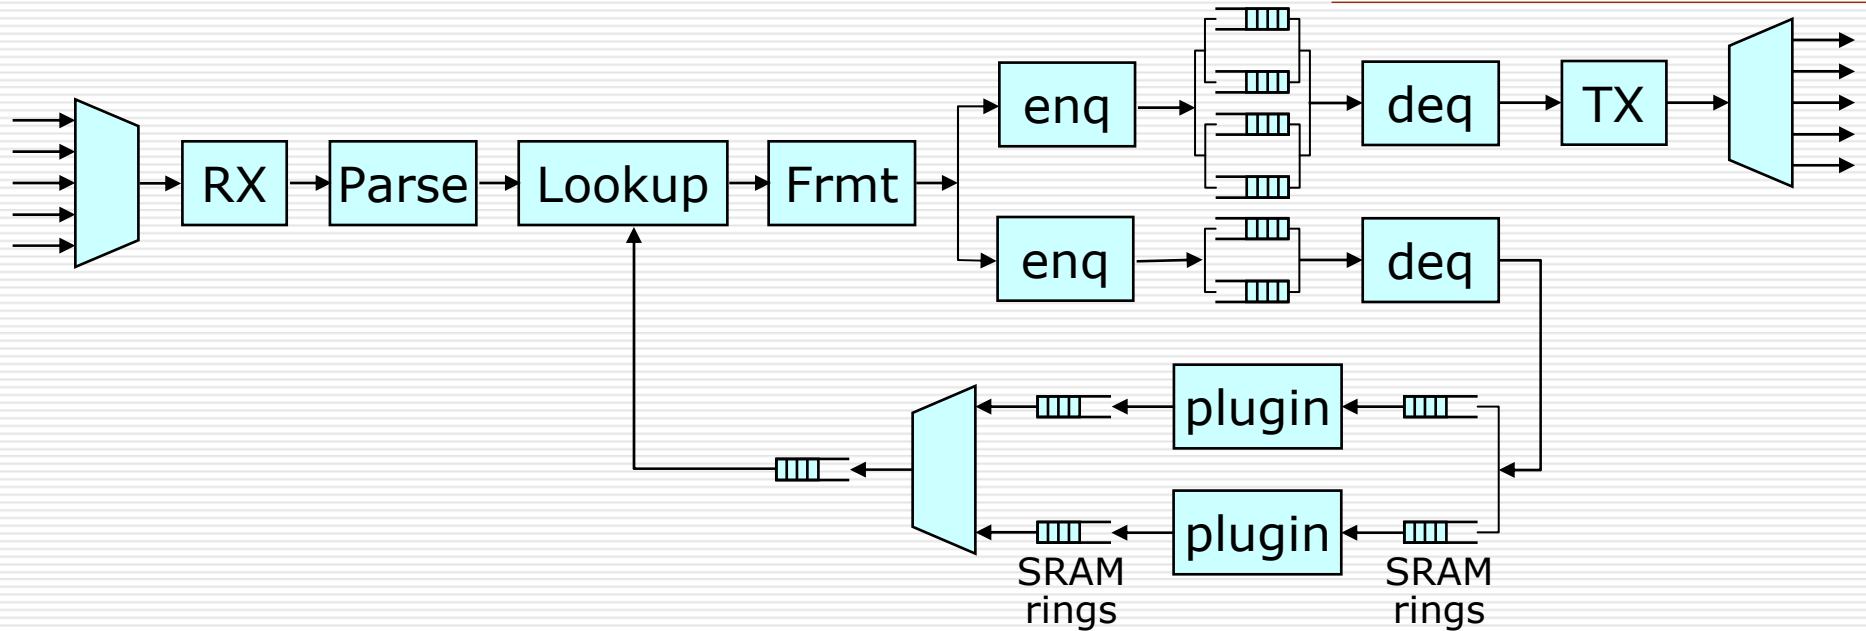 enq
deq
TX
RX
Parse
Lookup
Frmt
enq
deq
plugin
plugin
SRAM
rings
SRAM
rings